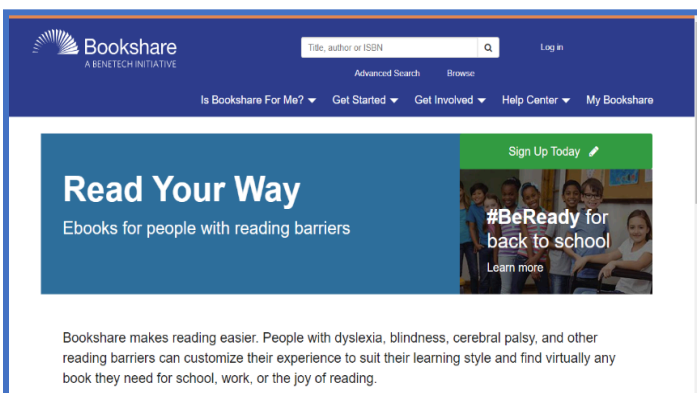 Bookshare
A BENETECH INITIATIVE
Title, author or ISBN
Log in
Advanced Search Browse
Is Bookshare For Me? Get Started Get Involved Help Center My Bookshare
Sign Up Today
Read Your Way
Ebooks for people with reading barriers
#BeReady for
back to school
Learn more
Bookshare makes reading easier. People with dyslexia, blindness, cerebral palsy, and other
reading barriers can customize their experience to suit their learning style and find virtually any
book they need for school, work, or the joy of reading.